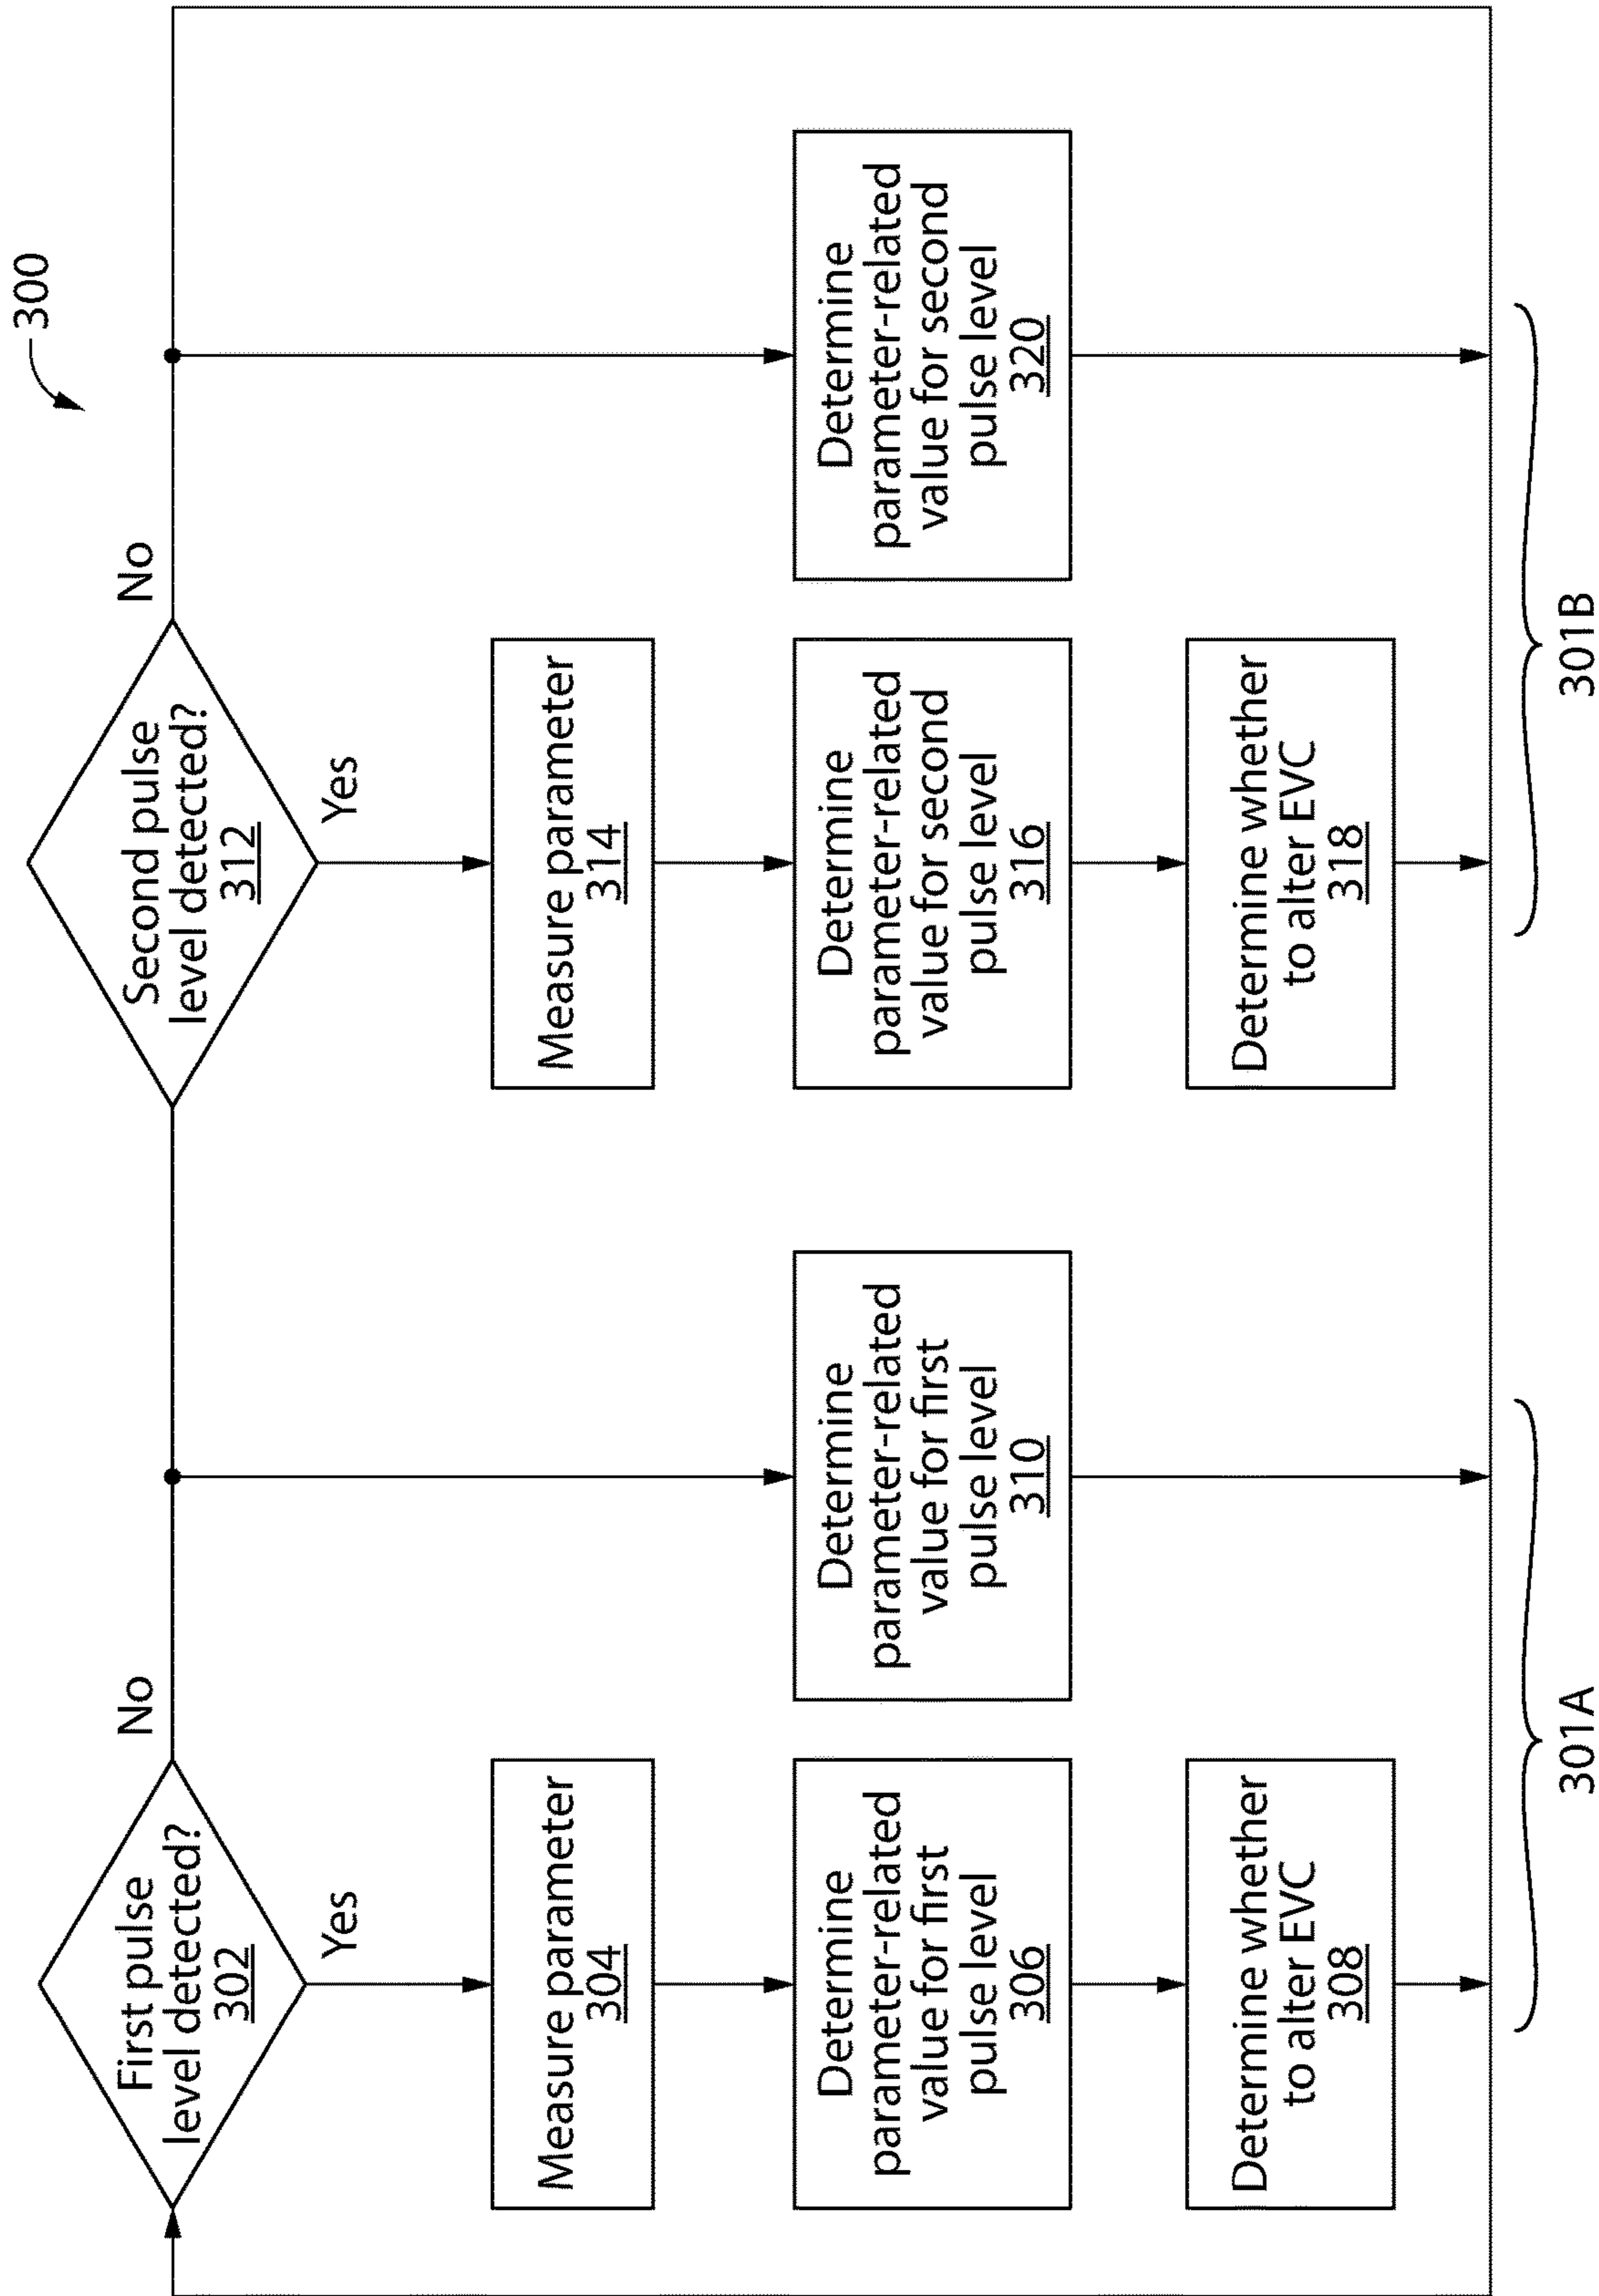 300
First pulse
level detected?
302
No
Yes
Measure parameter
304
Determine
parameter-related
value for first
pulse level
306
Determine whether
to alter EVC
308
Determine
parameter-related
value for first
pulse level
310
301A
Second pulse
level detected?
312
No
Yes
Measure parameter
314
Determine
parameter-related
value for second
pulse level
316
Determine whether
to alter EVC
318
Determine
parameter-related
value for second
pulse level
320
301B